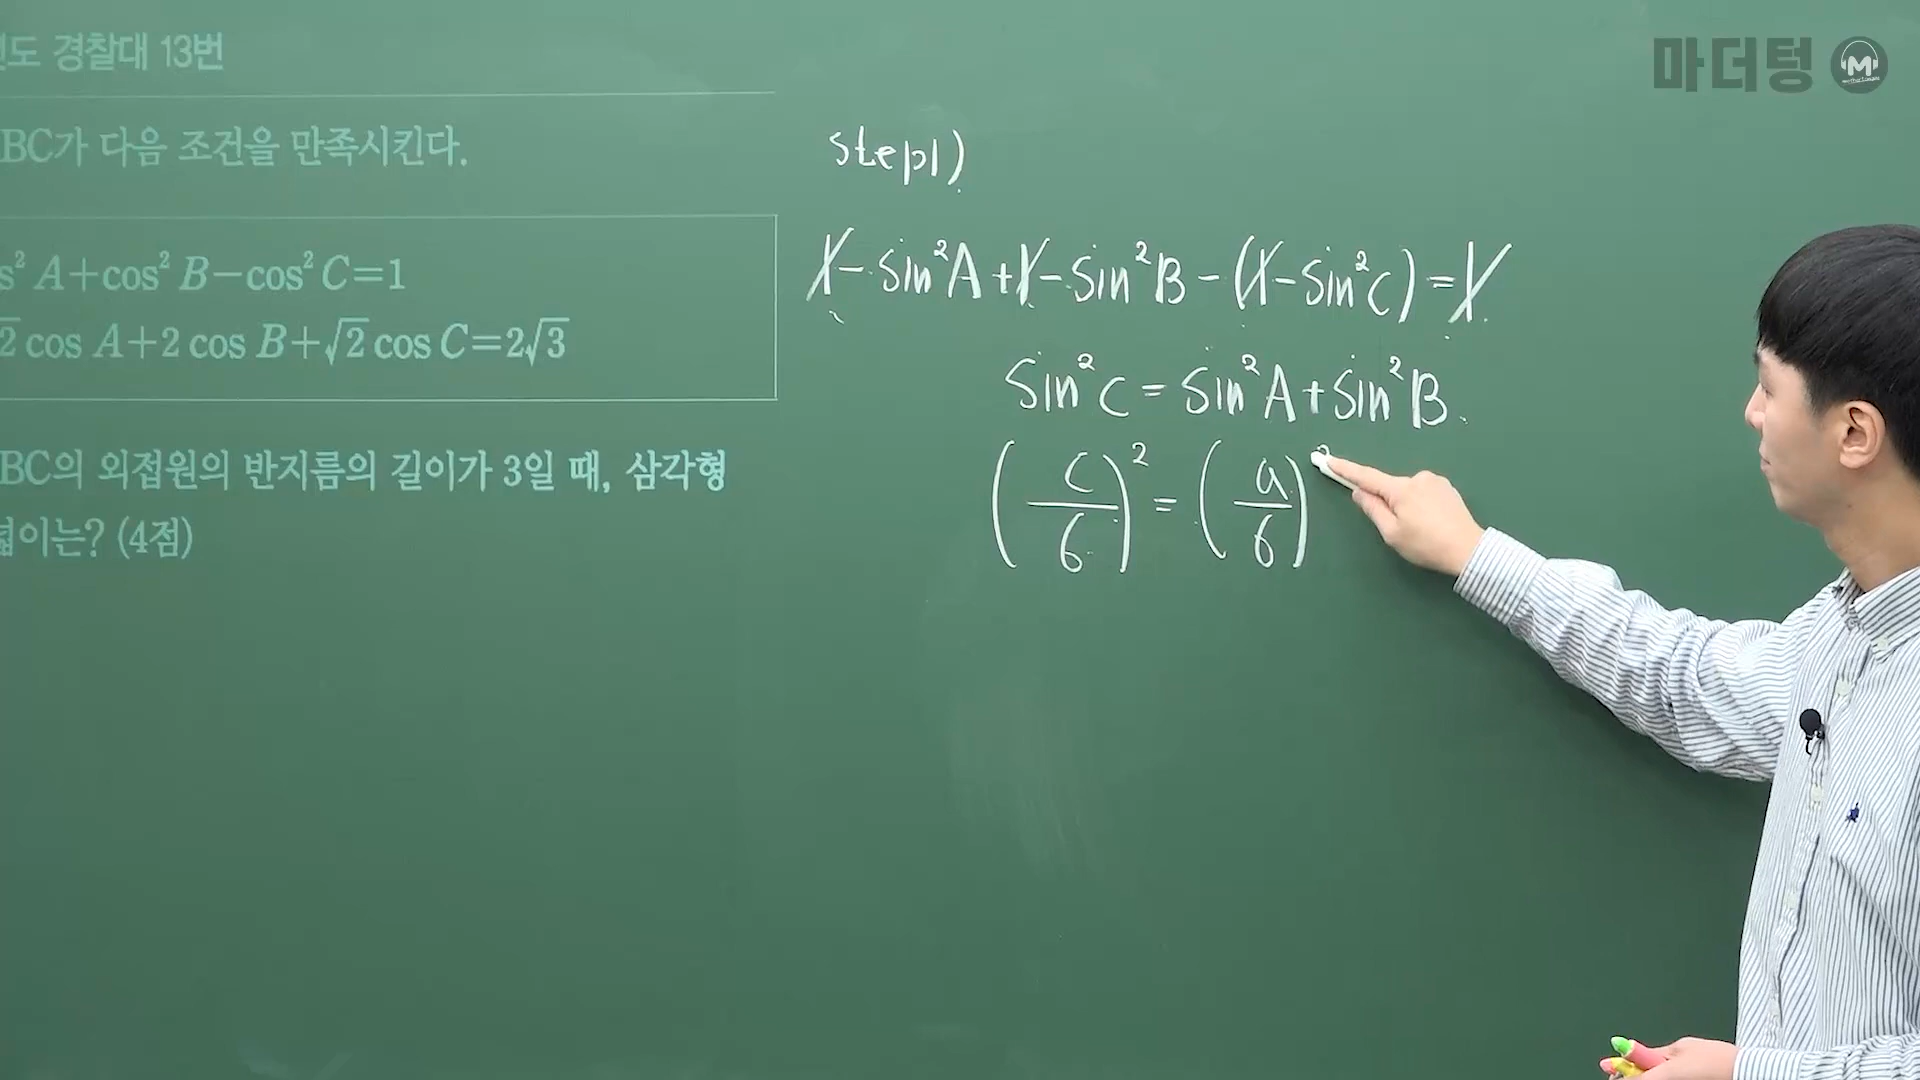 도 경찰대 13번
마더텅
BC가 다음 조건을 만족시킨다.
s² A+cos² B−cos² C=1
2 cos A+2 cos B+√2 cos C=2√3
BC의 외접원의 반지름의 길이가 3일 때, 삼각형
이는? (4점)
step1)
1-sin²A+1-sin²B-(1-sin²C)=1
sin²C=sin²A+sin²B.
(c/6)²=(a/6)²